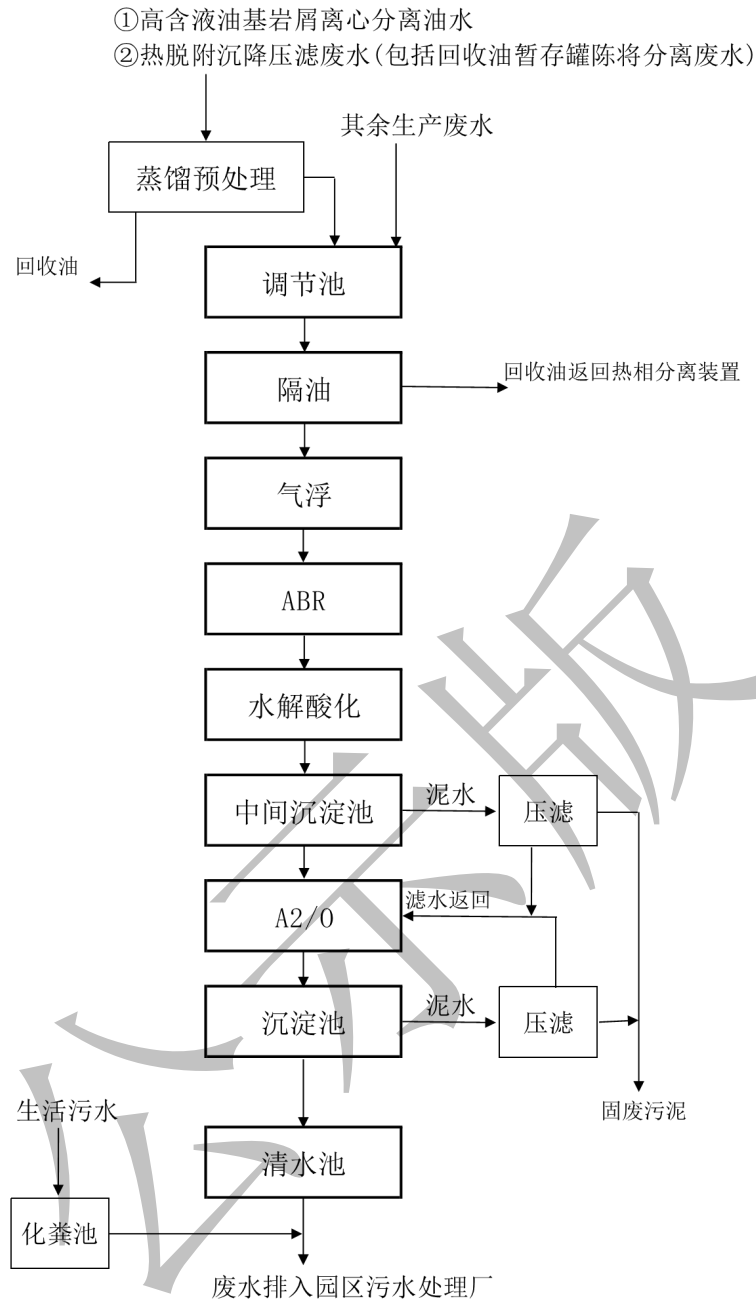 ①高含液油基岩屑离心分离油水
②热脱附沉降压滤废水(包括回收油暂存罐陈将分离废水)
其余生产废水
蒸馏预处理
回收油
调节池
隔油
回收油返回热相分离装置
气浮
ABR
水解酸化
中间沉淀池
泥水
压滤
A2/O
滤水返回
沉淀池
泥水
压滤
固废污泥
生活污水
清水池
化粪池
废水排入园区污水处理厂
公示版